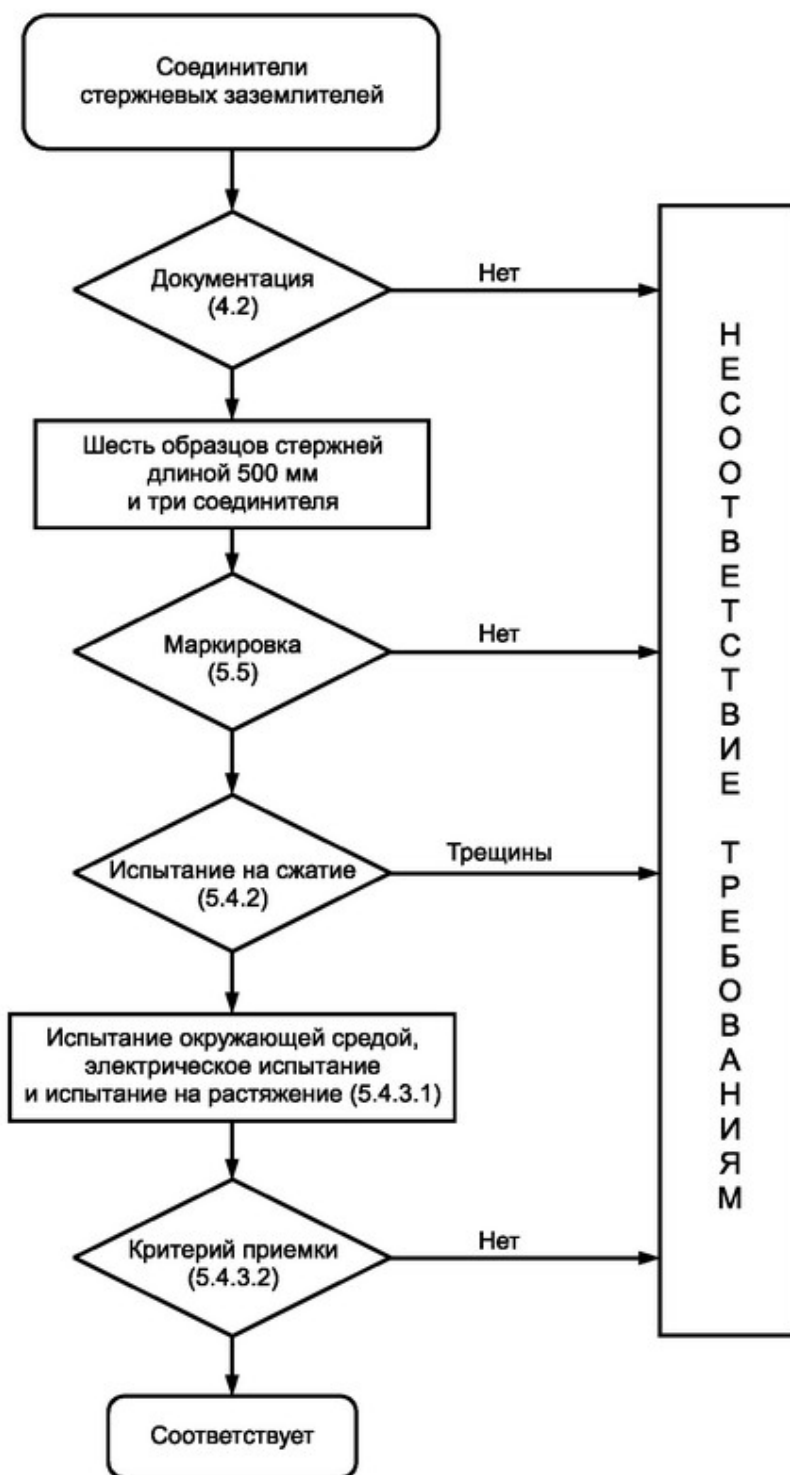 Соединители
стержневых заземлителей
Документация
(4.2)
Нет
Шесть образцов стержней
длиной 500 мм
и три соединителя
Маркировка
(5.5)
Нет
Испытание на сжатие
(5.4.2)
Трещины
Испытание окружающей средой,
электрическое испытание
и испытание на растяжение (5.4.3.1)
Критерий приемки
(5.4.3.2)
Нет
Соответствует
НЕСООТВЕТСТВИЕ ТРЕБОВАНИЯМ